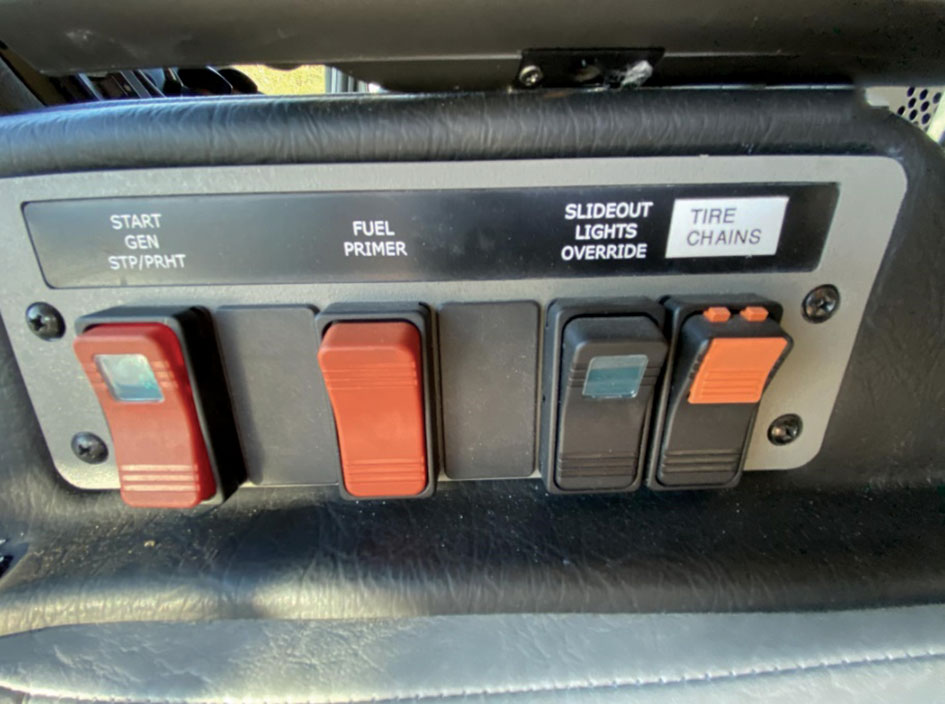 START
GEN
STP/PRHT
FUEL
PRIMER
SLIDEOUT
LIGHTS
OVERRIDE
TIRE
CHAINS